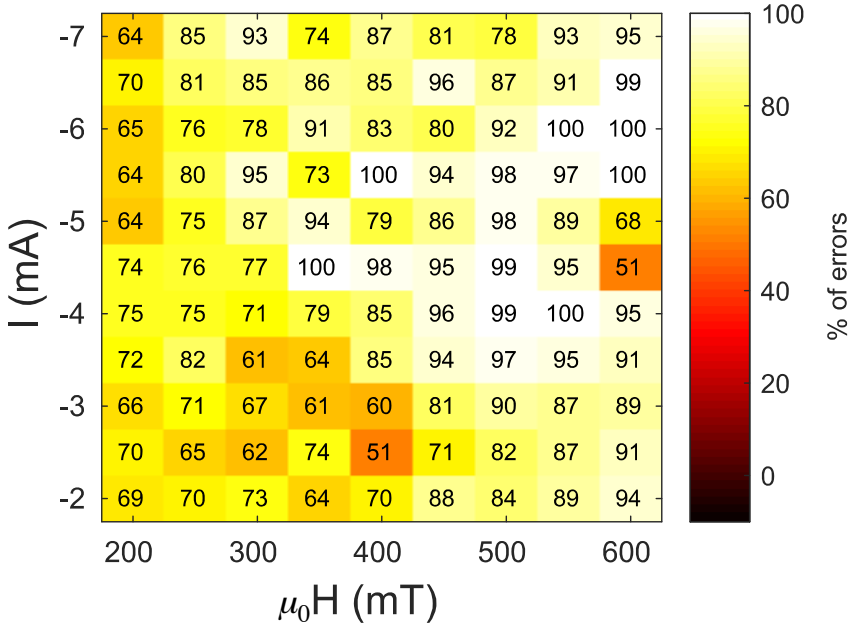 -7 64 85 93 74 87 81 78 93 95
70 81 85 86 85 96 87 91 99
-6 65 76 78 91 83 80 92 100 100
64 80 95 73 100 94 98 97 100
-5 64 75 87 94 79 86 98 89 68
74 76 77 100 98 95 99 95 51
-4 75 75 71 79 85 96 99 100 95
72 82 61 64 85 94 97 95 91
-3 66 71 67 61 60 81 90 87 89
70 65 62 74 51 71 82 87 91
-2 69 70 73 64 70 88 84 89 94
200 300 400 500 600
μ₀H (mT)
I (mA)
100
80
60
40
20
0
% of errors